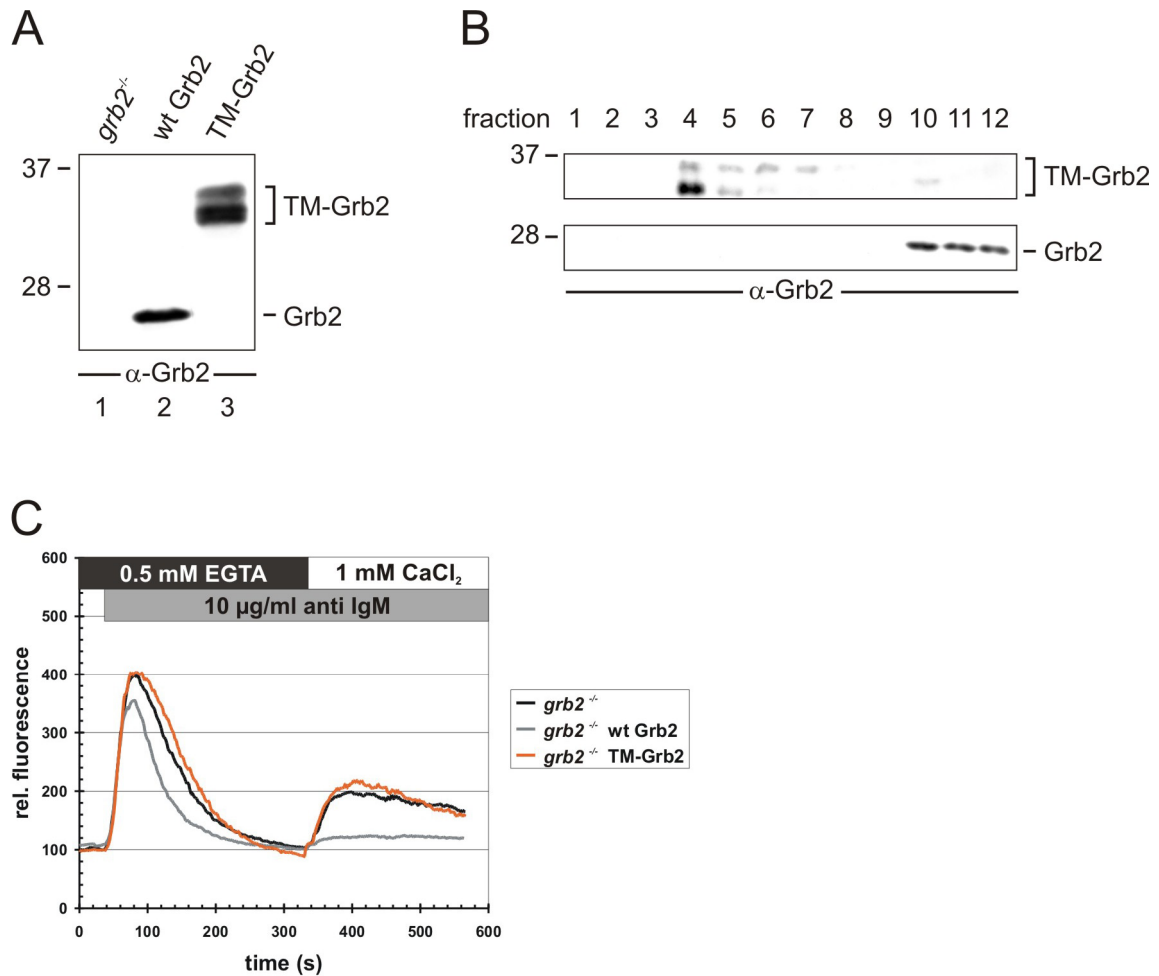 A
grb2-/-
wt Grb2
TM-Grb2
37
TM-Grb2
28
Grb2
α-Grb2
1 2 3
B
fraction 1 2 3 4 5 6 7 8 9 10 11 12
37
TM-Grb2
28
Grb2
α-Grb2
C
600
500
400
300
200
100
0
rel. fluorescence
0.5 mM EGTA
1 mM CaCl₂
10 µg/ml anti IgM
0 100 200 300 400 500 600
time (s)
grb2 -/-
grb2 -/- wt Grb2
grb2 -/- TM-Grb2